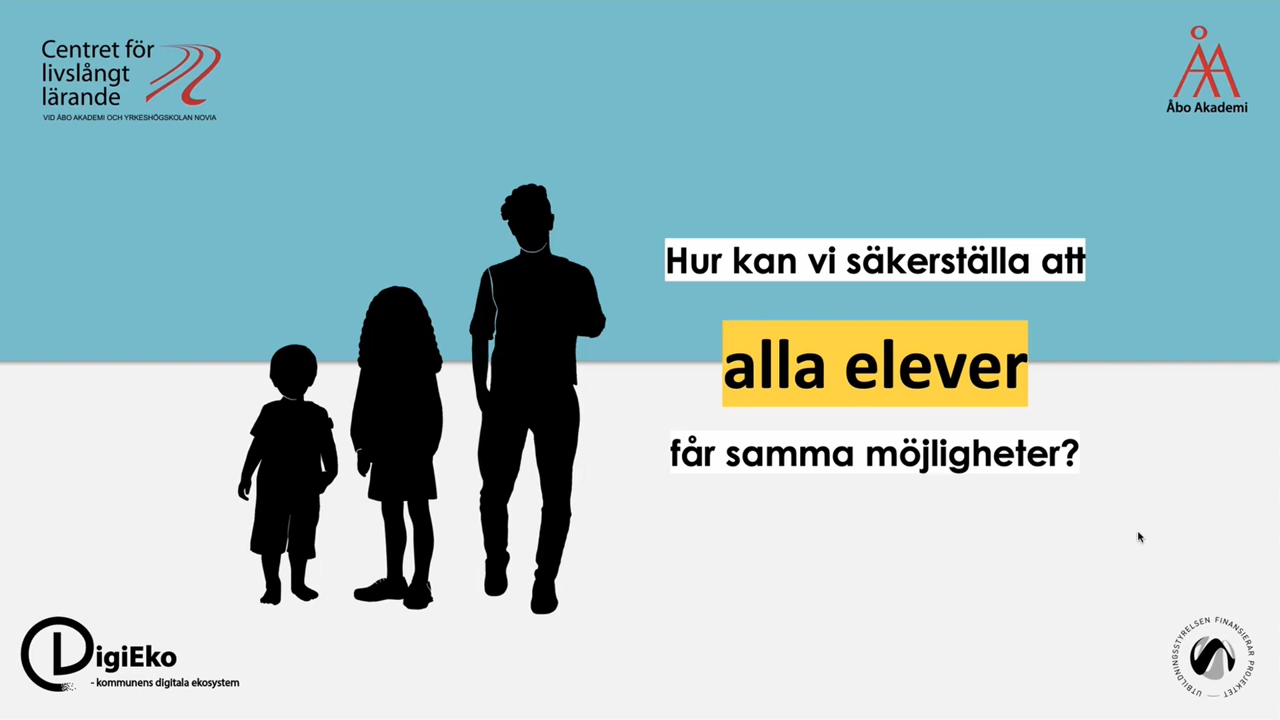 Centret för
livslångt
lärande
VID ÅBO AKADEMI OCH YRKESHÖGSKOLAN NOVIA
Åbo Akademi
Hur kan vi säkerställa att
alla elever
får samma möjligheter?
DigiEko
- kommunens digitala ekosystem
UTBILDNINGSSTYRELSEN FINANSIERAR PROJEKTET